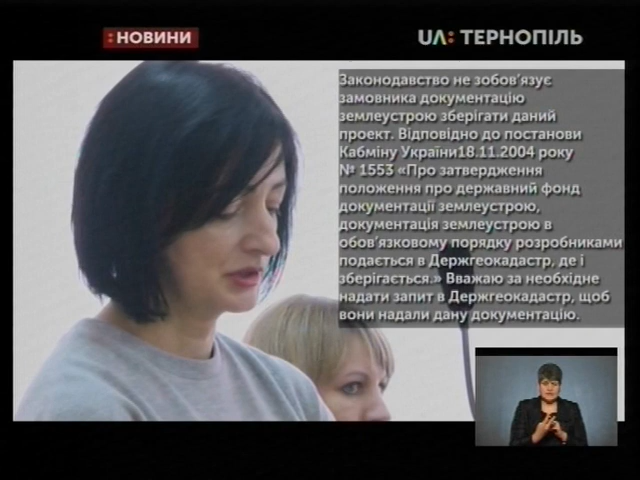 :НОВИНИ
UA: ТЕРНОПІЛЬ
Законодавство не зобов'язує
замовника документацію
землеустрою зберігати даний
проект. Відповідно до постанови
Кабміну України18.11.2004 року
№ 1553 «Про затвердження
положення про державний фонд
документації землеустрою,
документація землеустрою в
обов'язковому порядку розробниками
подається в Держгеокадастр, де і
зберігається.» Вважаю за необхідне
надати запит в Держгеокадастр, щоб
вони надали дану документацію.